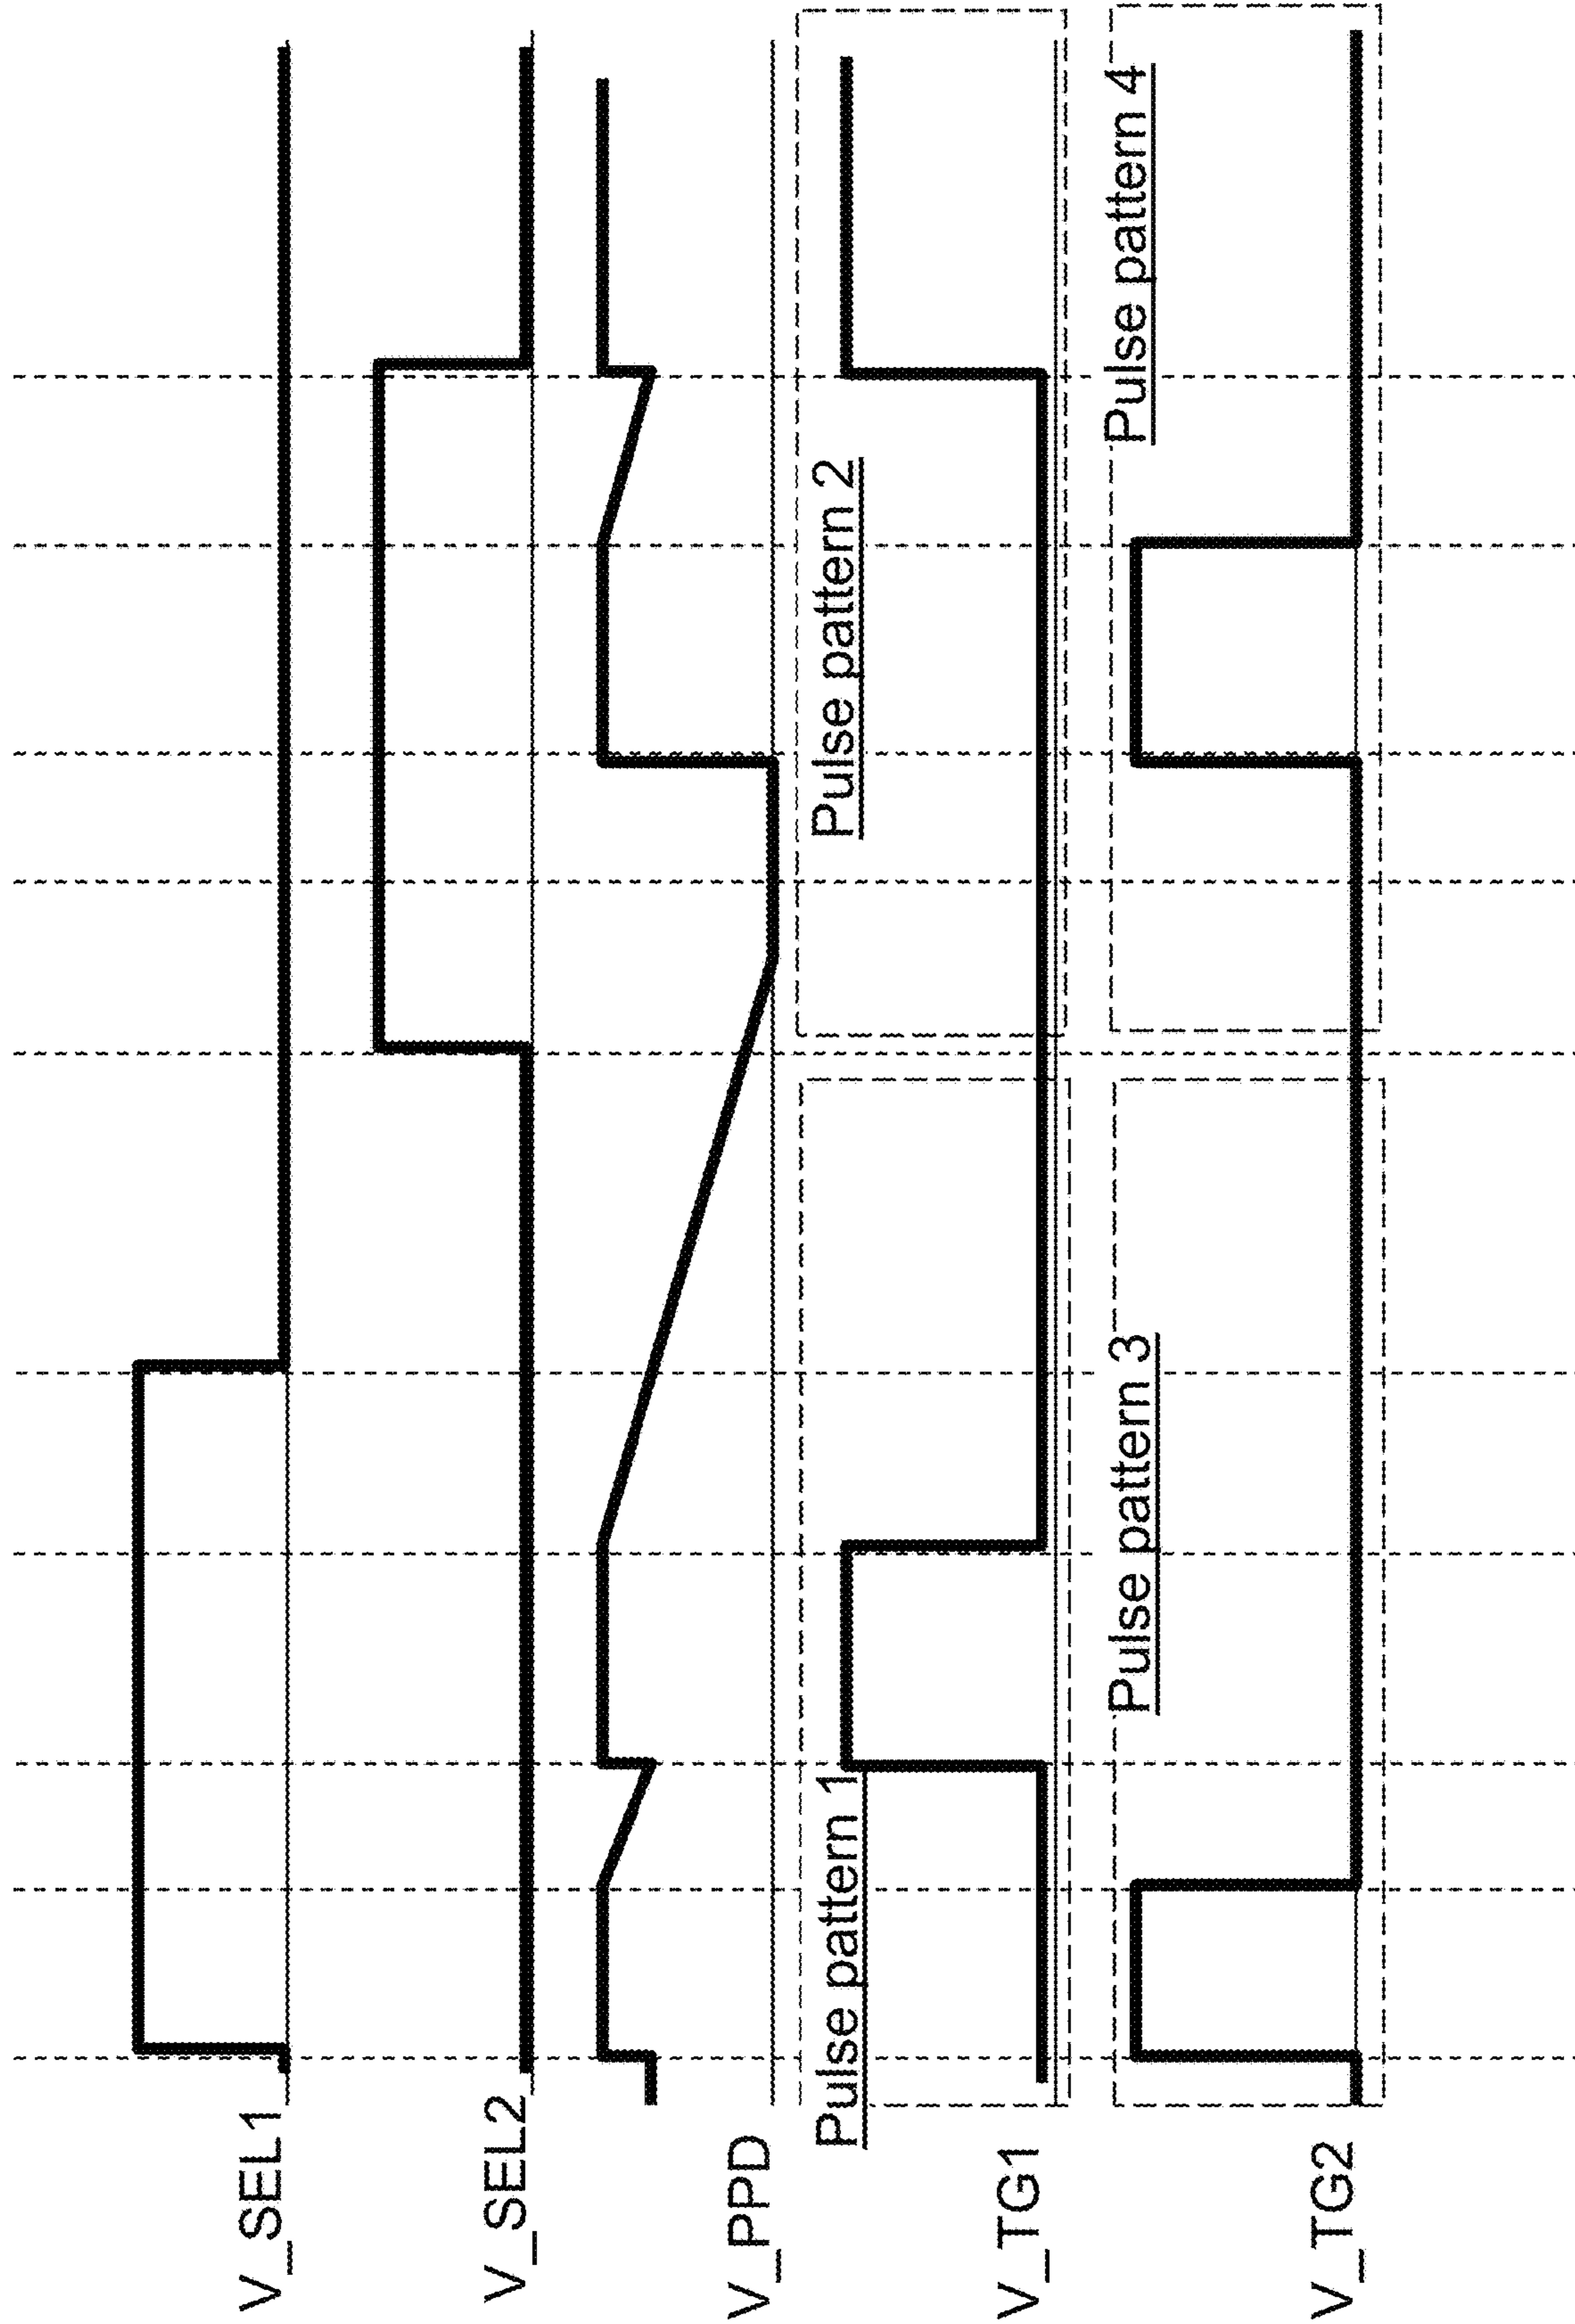 V_SEL1
V_SEL2
V_PPD
Pulse pattern 1
Pulse pattern 2
V_TG1
Pulse pattern 3
Pulse pattern 4
V_TG2